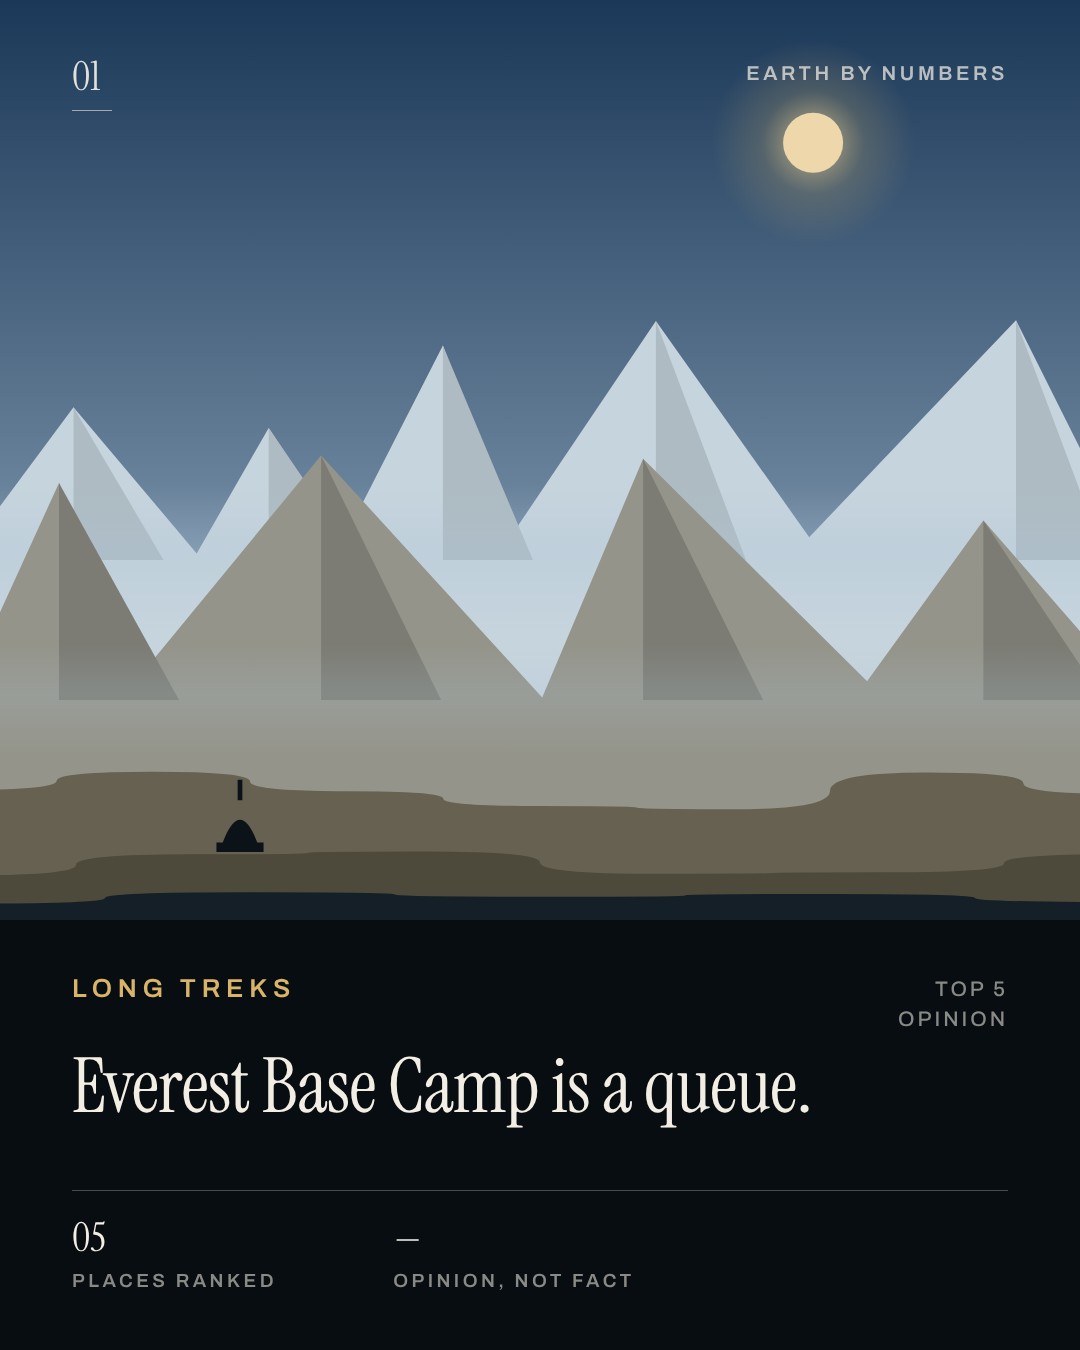 01
EARTH BY NUMBERS
LONG TREKS
TOP 5
OPINION
Everest Base Camp is a queue.
05
—
PLACES RANKED
OPINION, NOT FACT